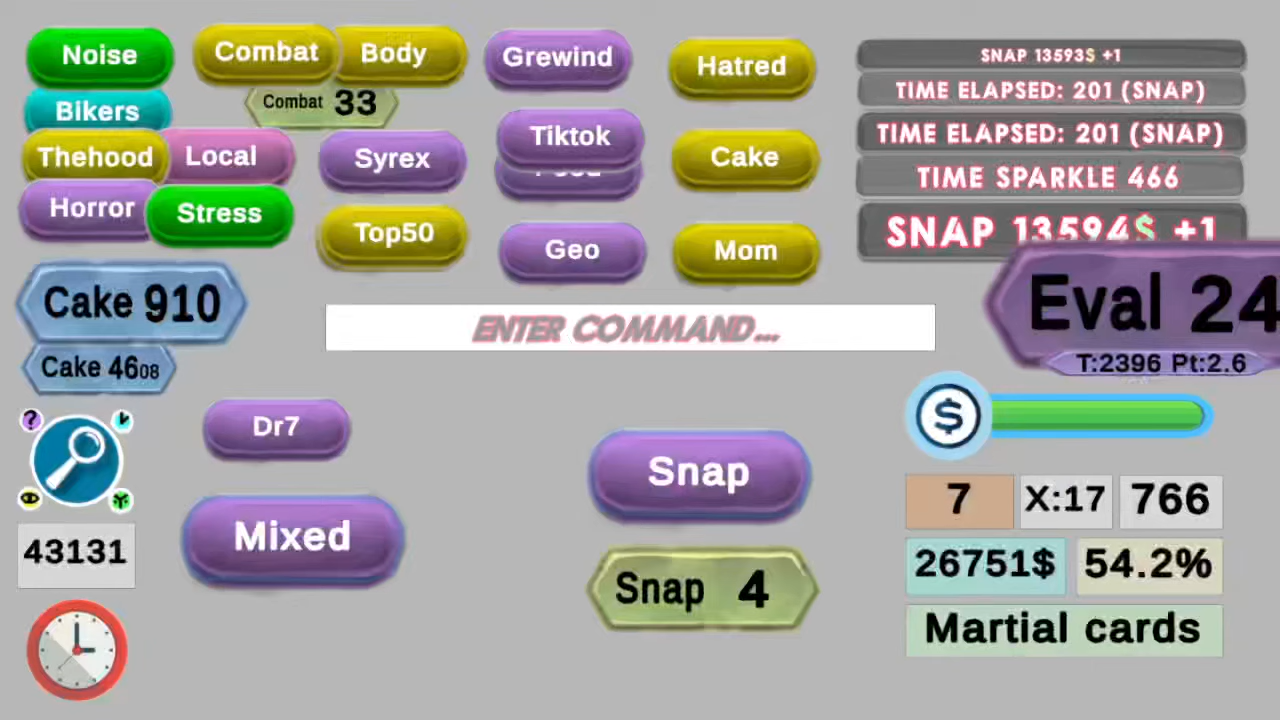 Noise
Combat
Body
Grewind
Hatred
SNAP 13593$ +1
Bikers
Combat 33
TIME ELAPSED: 201 (SNAP)
Thehood
Local
Syrex
Tiktok
Cake
TIME ELAPSED: 201 (SNAP)
TIME SPARKLE 466
Horror
Stress
Top50
Geo
Mom
SNAP 13594$ +1
Cake 910
Eval 24
ENTER COMMAND...
Cake 4608
T:2396 Pt:2.6
?
$
Dr7
Snap
7
X:17
766
Mixed
43131
26751$
54.2%
Snap 4
Martial cards